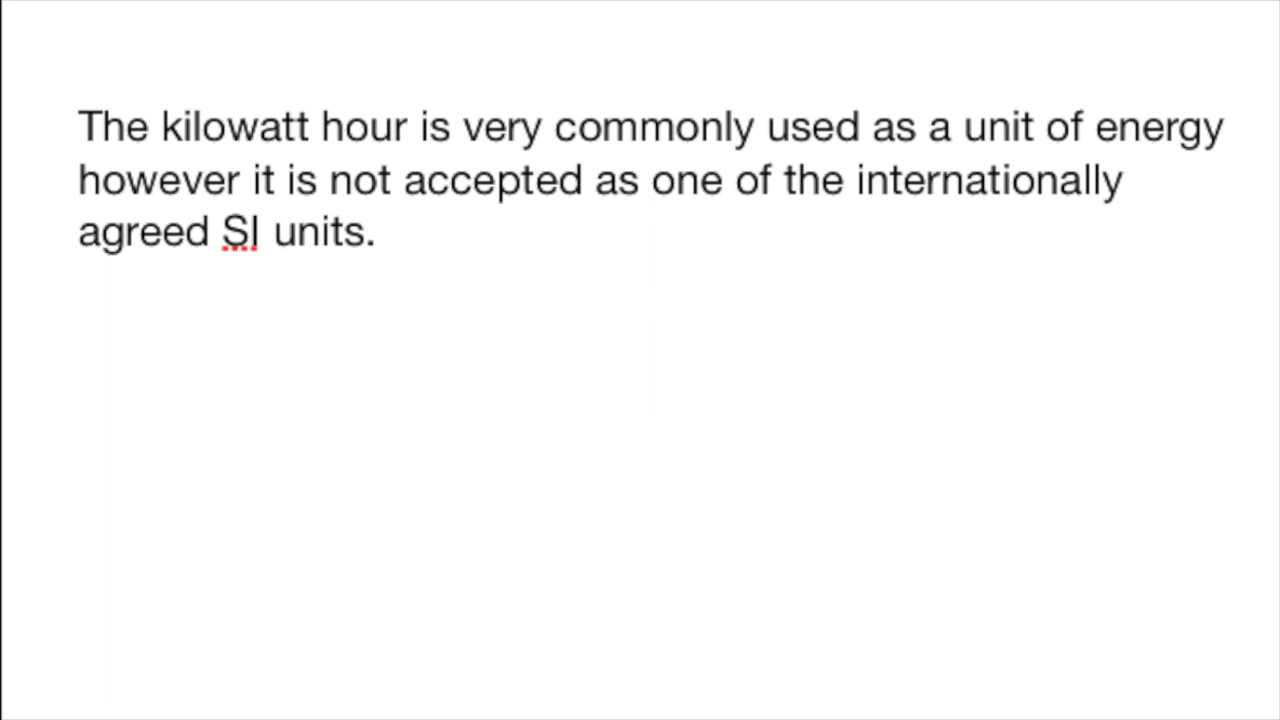 The kilowatt hour is very commonly used as a unit of energy
however it is not accepted as one of the internationally
agreed SI units.